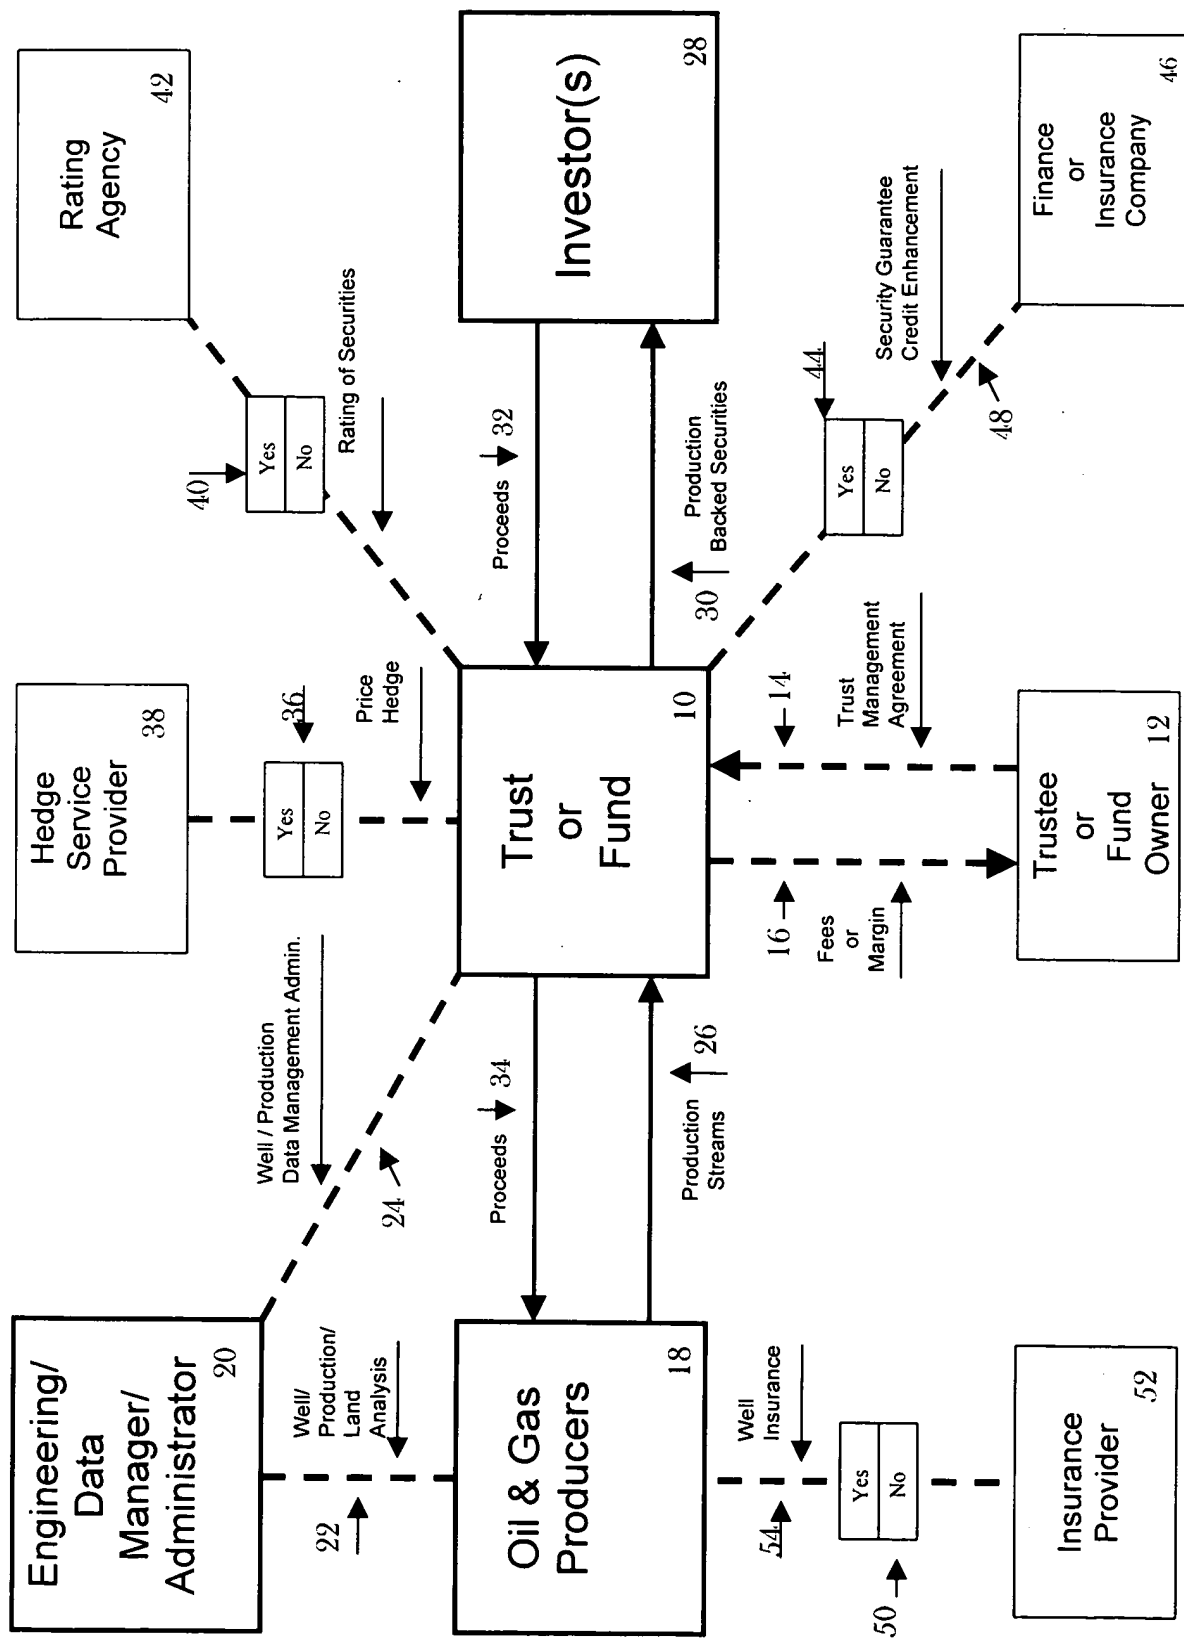 Engineering/
Data
Manager/
Administrator
20
Hedge
Service
Provider
38
Rating
Agency
42
Well / Production
Data Management Admin.
24
Yes
No
36
Price
Hedge
40
Yes
No
Rating of Securities
Well/
Production/
Land
Analysis
22
Oil & Gas
Producers
18
Proceeds
34
Production
Streams
26
Trust
or
Fund
10
Proceeds
32
Production
Backed Securities
30
Investor(s)
28
Well
Insurance
54
Yes
No
50
Insurance
Provider
52
16
Fees
or
Margin
14
Trust
Management
Agreement
Trustee
or
Fund
Owner
12
44
Yes
No
Security Guarantee
Credit Enhancement
48
Finance
or
Insurance
Company
46